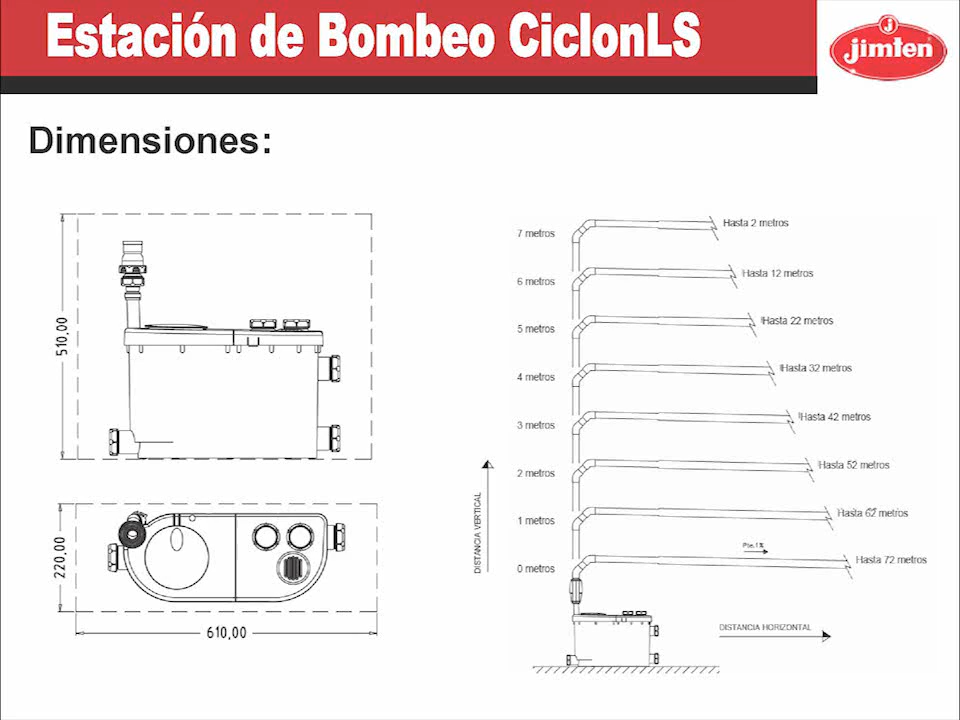 Estación de Bombeo CiclonLS
jimten
Dimensiones:
510,00
220,00
610,00
7 metros
Hasta 2 metros
6 metros
Hasta 12 metros
5 metros
Hasta 22 metros
4 metros
Hasta 32 metros
3 metros
Hasta 42 metros
2 metros
Hasta 52 metros
1 metros
Hasta 62 metros
0 metros
Hasta 72 metros
Pte.1%
DISTANCIA VERTICAL
DISTANCIA HORIZONTAL